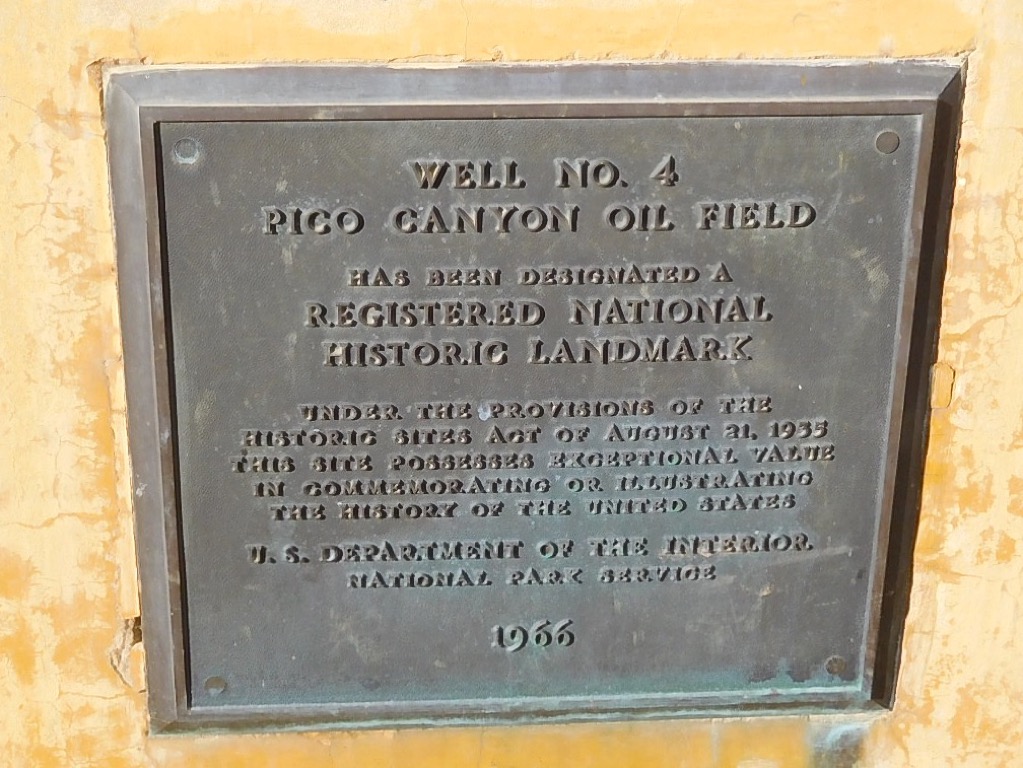 WELL NO. 4
PICO CANYON OIL FIELD
HAS BEEN DESIGNATED A
REGISTERED NATIONAL
HISTORIC LANDMARK
UNDER THE PROVISIONS OF THE
HISTORIC SITES ACT OF AUGUST 21, 1935
THIS SITE POSSESSES EXCEPTIONAL VALUE
IN COMMEMORATING OR ILLUSTRATING
THE HISTORY OF THE UNITED STATES
U. S. DEPARTMENT OF THE INTERIOR
NATIONAL PARK SERVICE
1966